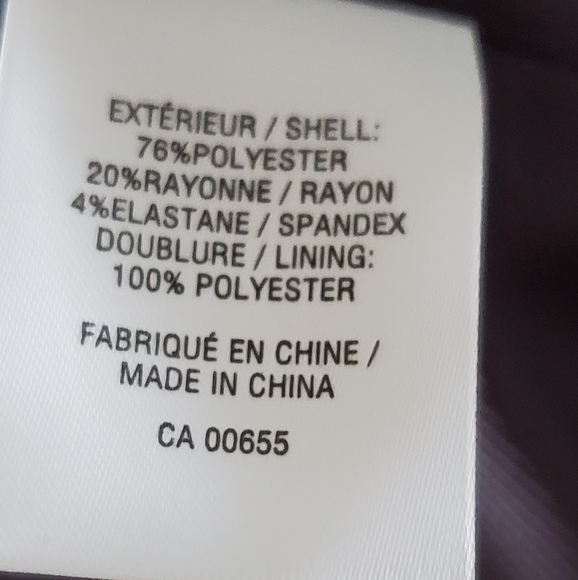 EXTÉRIEUR / SHELL:
76%POLYESTER
20%RAYONNE / RAYON
4%ELASTANE / SPANDEX
DOUBLURE / LINING:
100% POLYESTER
FABRIQUÉ EN CHINE /
MADE IN CHINA
CA 00655